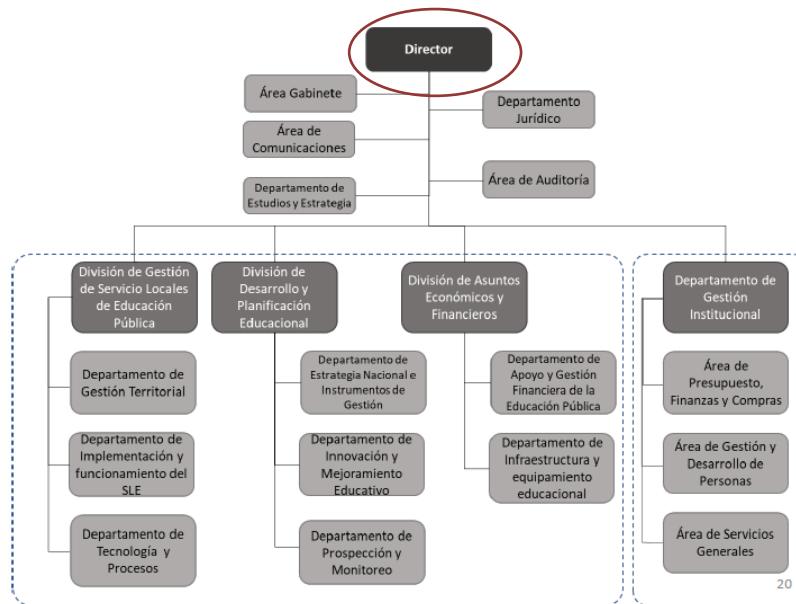 Director
Área Gabinete
Departamento
Jurídico
Área de
Comunicaciones
Departamento de
Estudios y Estrategia
Área de Auditoría
División de Gestión
de Servicio Locales
de Educación
Pública
División de
Desarrollo y
Planificación
Educacional
División de Asuntos
Económicos y
Financieros
Departamento de
Gestión
Institucional
Departamento de
Gestión Territorial
Departamento de
Implementación y
funcionamiento del
SLE
Departamento de
Tecnología y
Procesos
Departamento de
Estrategia Nacional e
Instrumentos de
Gestión
Departamento de
Innovación y
Mejoramiento
Educativo
Departamento de
Prospección y
Monitoreo
Departamento de
Apoyo y Gestión
Financiera de la
Educación Pública
Departamento de
Infraestructura y
equipamiento
educacional
Área de
Presupuesto,
Finanzas y Compras
Área de Gestión y
Desarrollo de
Personas
Área de Servicios
Generales
20